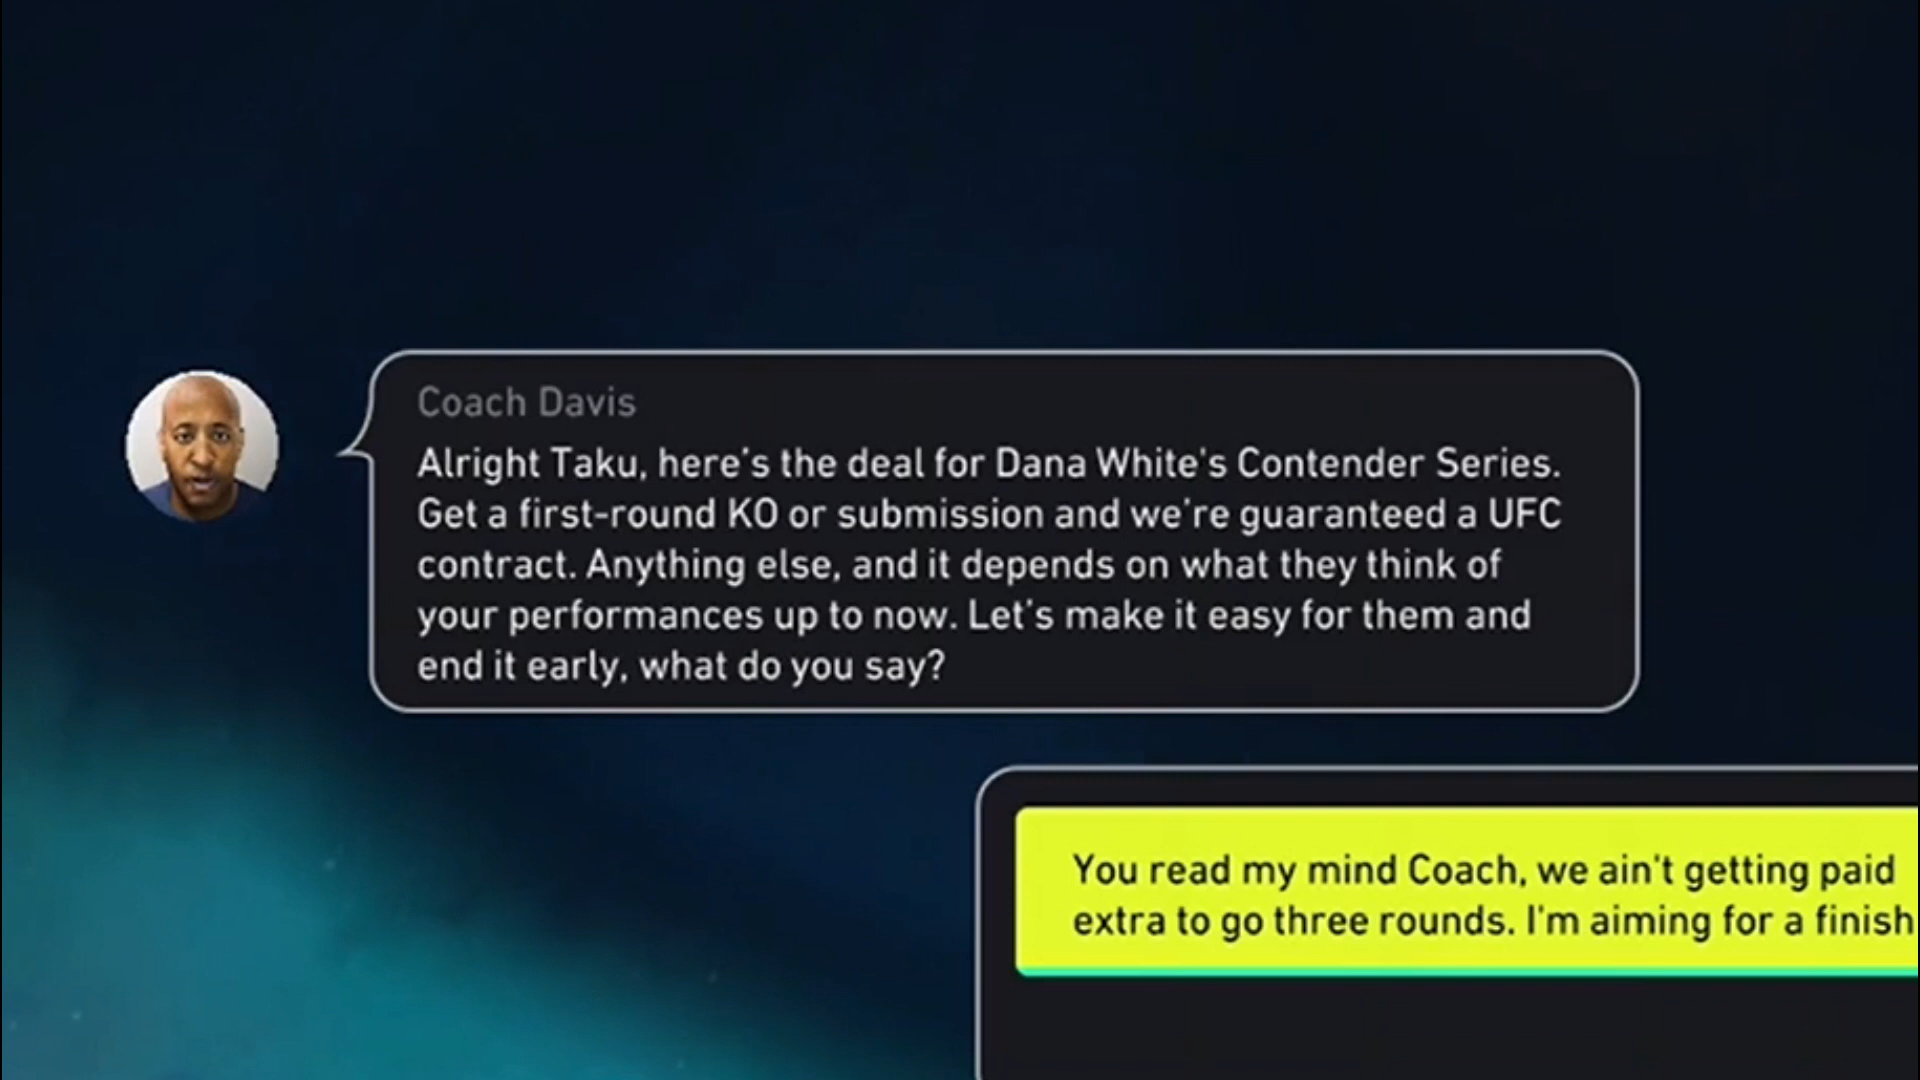 Coach Davis
Alright Taku, here's the deal for Dana White's Contender Series.
Get a first-round KO or submission and we're guaranteed a UFC
contract. Anything else, and it depends on what they think of
your performances up to now. Let's make it easy for them and
end it early, what do you say?
You read my mind Coach, we ain't getting paid
extra to go three rounds. I'm aiming for a finish